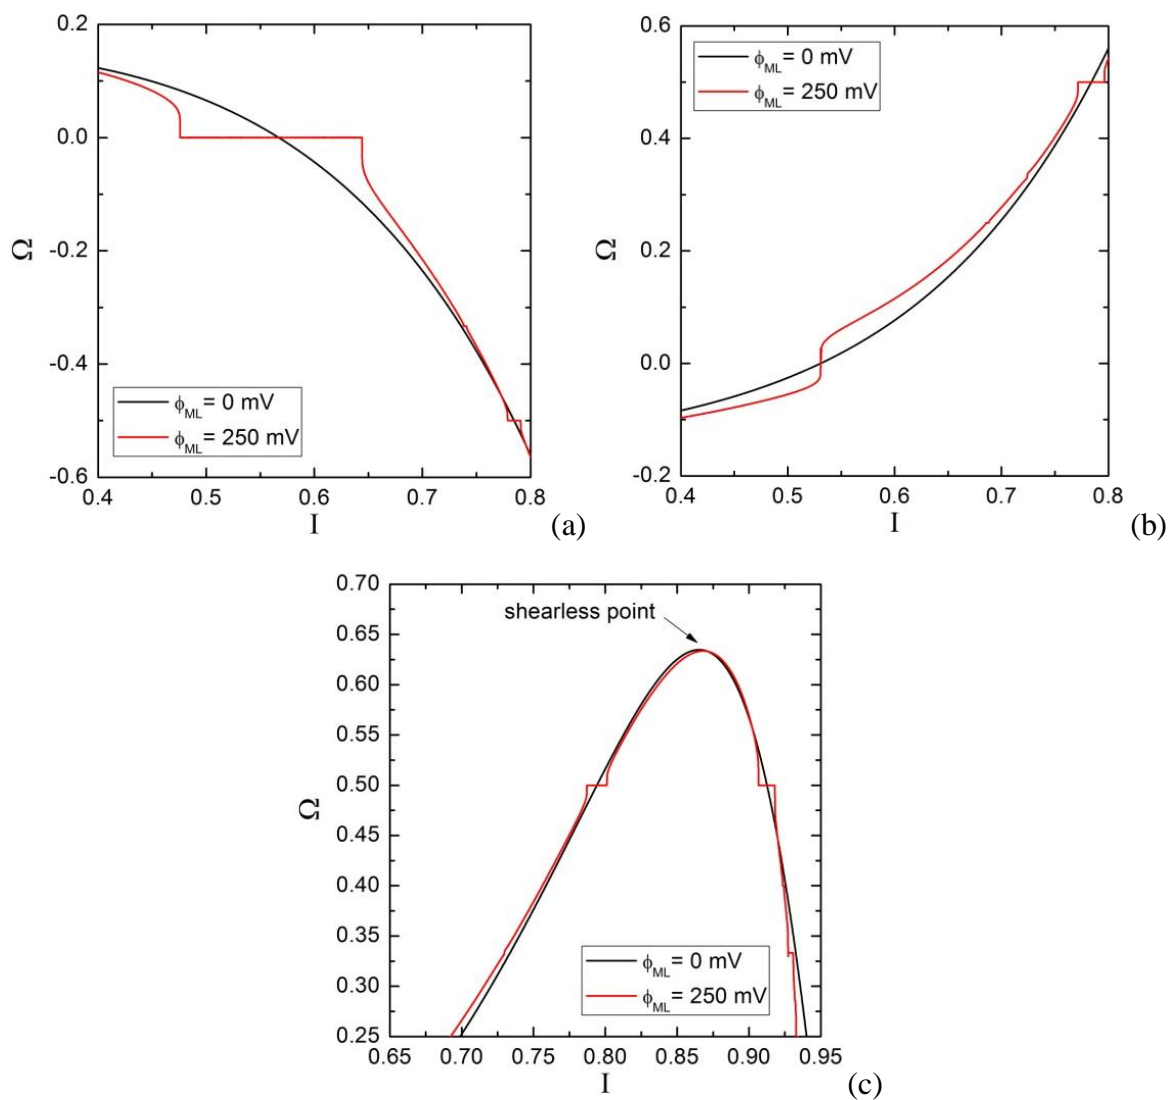 0.2
0.0
-0.2
-0.4
-0.6
Ω
ϕML = 0 mV
ϕML = 250 mV
0.4 0.5 0.6 0.7 0.8
I
(a)
0.6
0.4
0.2
0.0
-0.2
Ω
ϕML = 0 mV
ϕML = 250 mV
0.4 0.5 0.6 0.7 0.8
I
(b)
0.70
0.65
0.60
0.55
0.50
0.45
0.40
0.35
0.30
0.25
Ω
shearless point
ϕML = 0 mV
ϕML = 250 mV
0.65 0.70 0.75 0.80 0.85 0.90 0.95
I
(c)